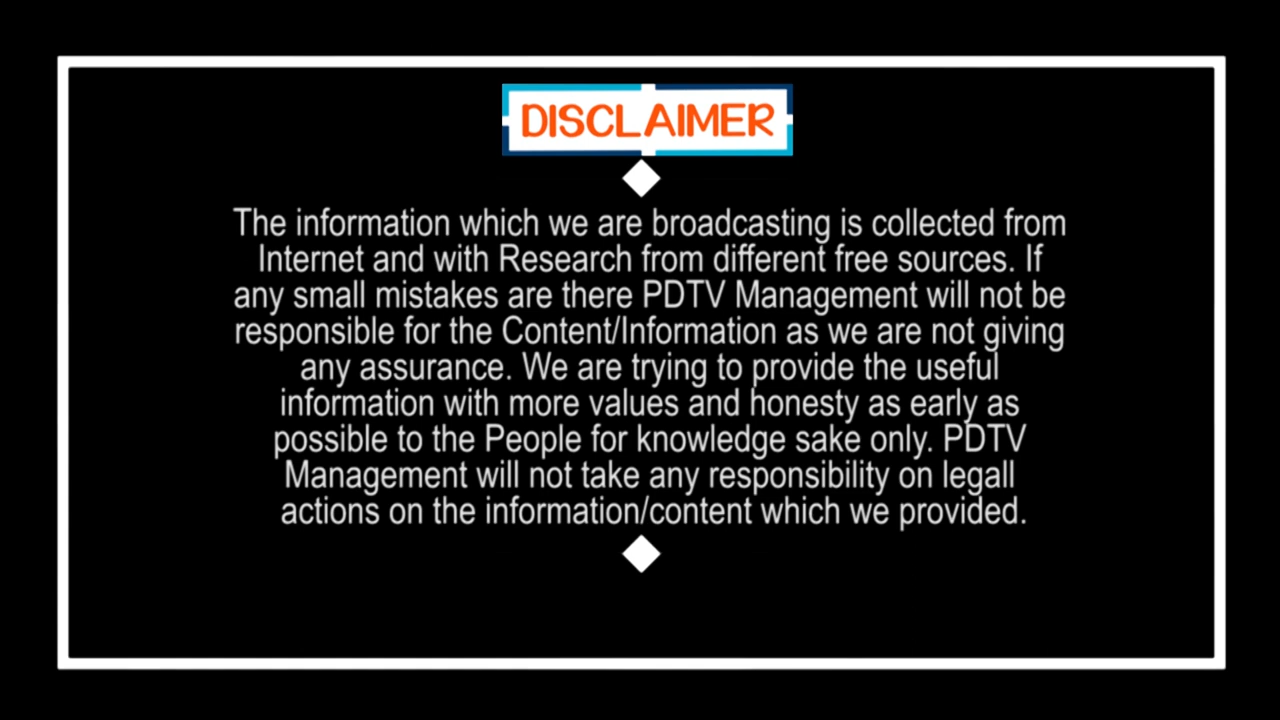 DISCLAIMER
The information which we are broadcasting is collected from
Internet and with Research from different free sources. If
any small mistakes are there PDTV Management will not be
responsible for the Content/Information as we are not giving
any assurance. We are trying to provide the useful
information with more values and honesty as early as
possible to the People for knowledge sake only. PDTV
Management will not take any responsibility on legall
actions on the information/content which we provided.